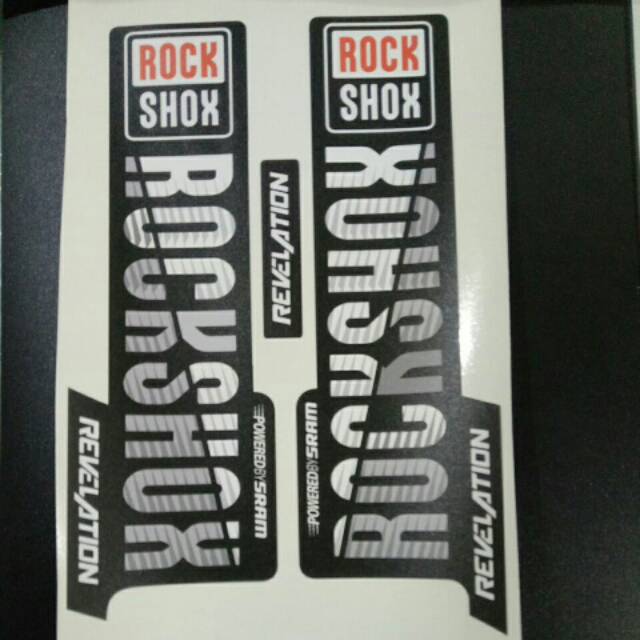 ROCK
SHOX
ROCKSHOX
REVELATION
POWERED BY SRAM
REVELATION
ROCK
SHOX
ROCKSHOX
POWERED BY SRAM
REVELATION